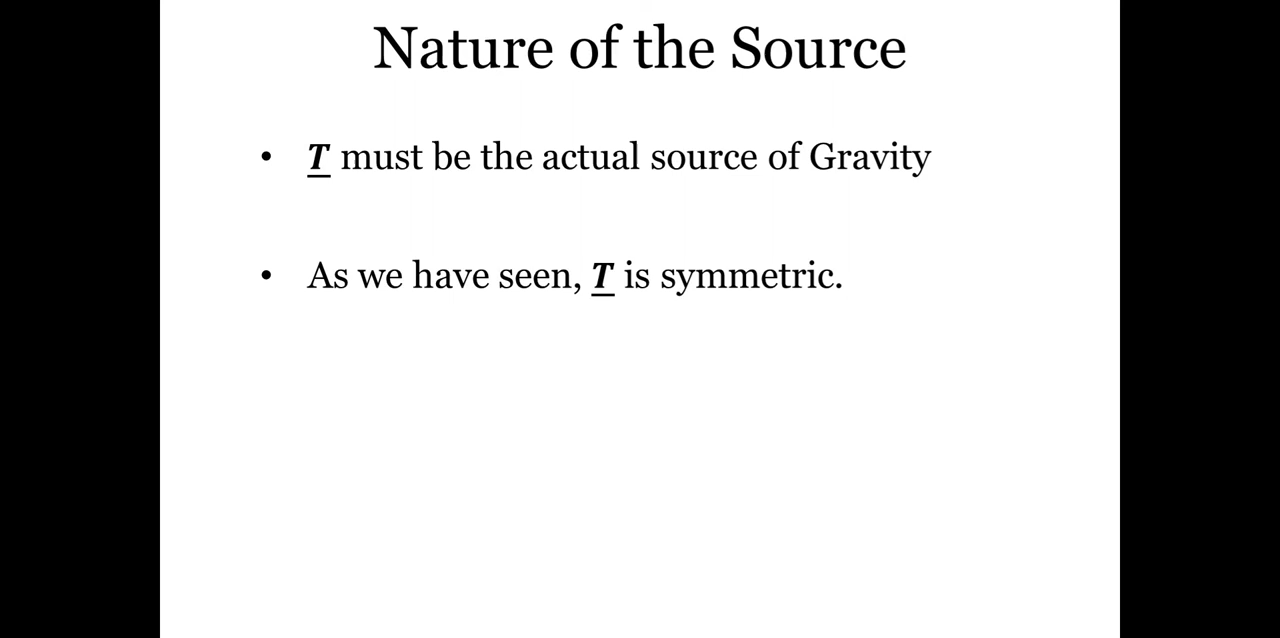 Nature of the Source
• T must be the actual source of Gravity
• As we have seen, T is symmetric.